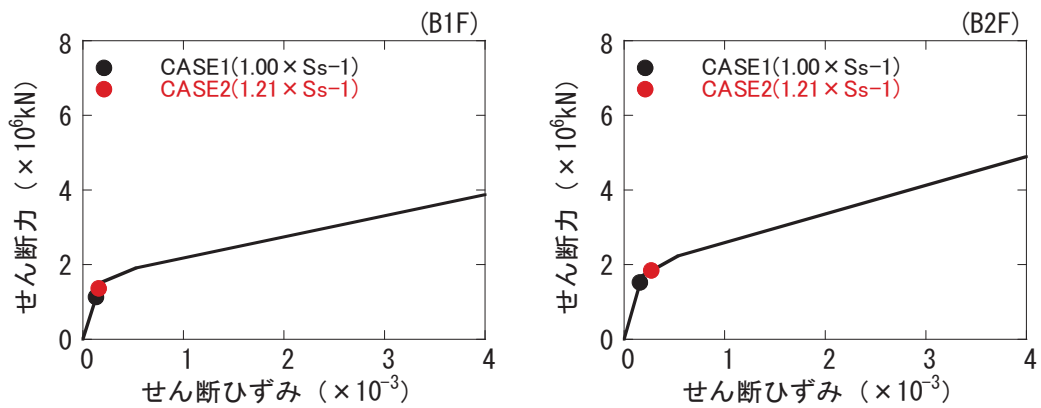 (B1F)
8
6
4
2
0
せん断力 (×10⁶kN)
CASE1(1.00×Ss-1)
CASE2(1.21×Ss-1)
0 1 2 3 4
せん断ひずみ (×10⁻³)
(B2F)
8
6
4
2
0
せん断力 (×10⁶kN)
CASE1(1.00×Ss-1)
CASE2(1.21×Ss-1)
0 1 2 3 4
せん断ひずみ (×10⁻³)